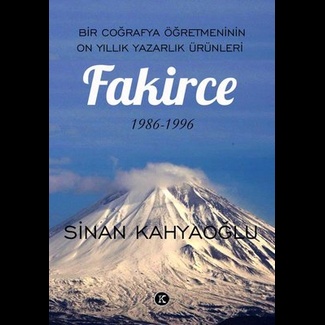 BİR COĞRAFYA ÖĞRETMENİNİN
ON YILLIK YAZARLIK ÜRÜNLERİ
Fakirce
1986-1996
SİNAN KAHYAOĞLU
K